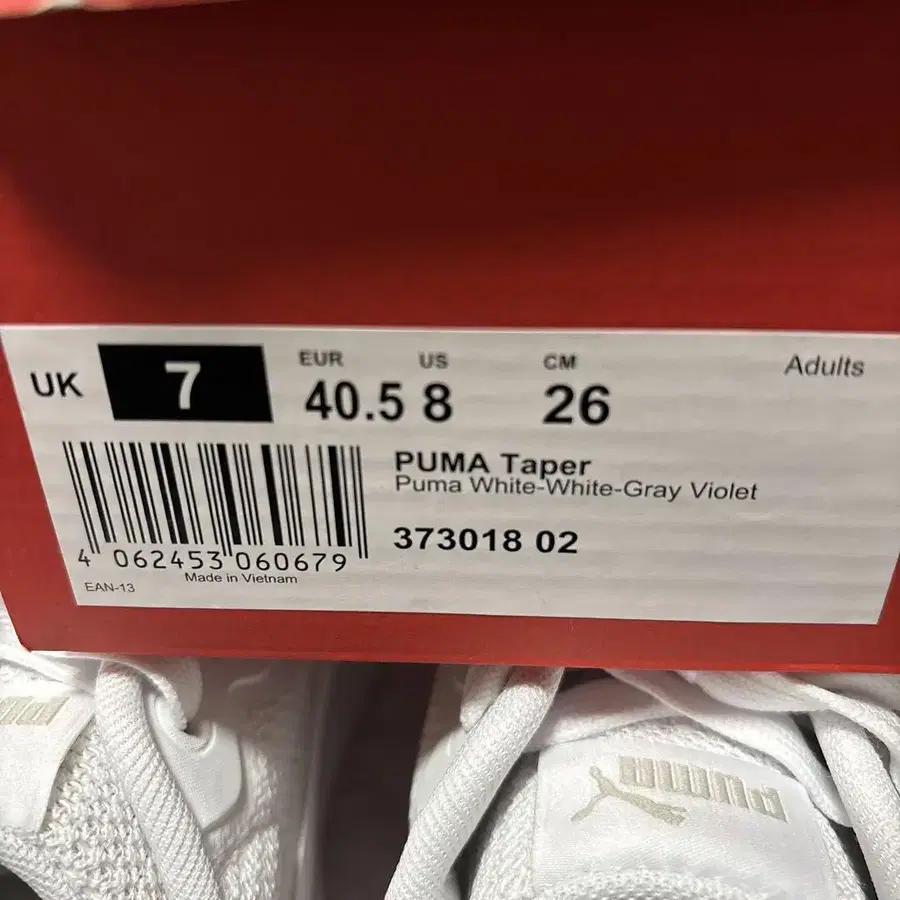 UK 7 EUR 40.5 US 8 CM 26 Adults
PUMA Taper
Puma White-White-Gray Violet
373018 02
4 062453 060679
Made in Vietnam
EAN-13
PUMA